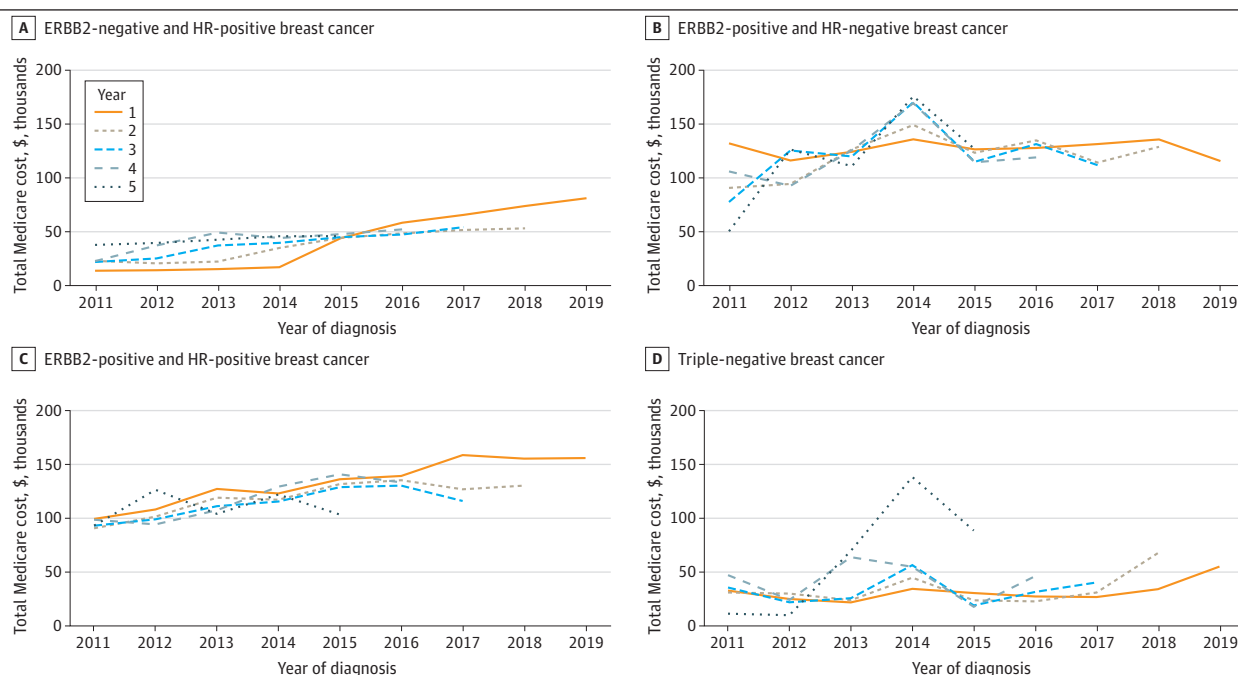 A ERBB2-negative and HR-positive breast cancer
Total Medicare cost, $, thousands
200
150
100
50
0
Year
1
2
3
4
5
2011 2012 2013 2014 2015 2016 2017 2018 2019
Year of diagnosis
B ERBB2-positive and HR-negative breast cancer
Total Medicare cost, $, thousands
200
150
100
50
0
2011 2012 2013 2014 2015 2016 2017 2018 2019
Year of diagnosis
C ERBB2-positive and HR-positive breast cancer
Total Medicare cost, $, thousands
200
150
100
50
0
2011 2012 2013 2014 2015 2016 2017 2018 2019
Year of diagnosis
D Triple-negative breast cancer
Total Medicare cost, $, thousands
200
150
100
50
0
2011 2012 2013 2014 2015 2016 2017 2018 2019
Year of diagnosis